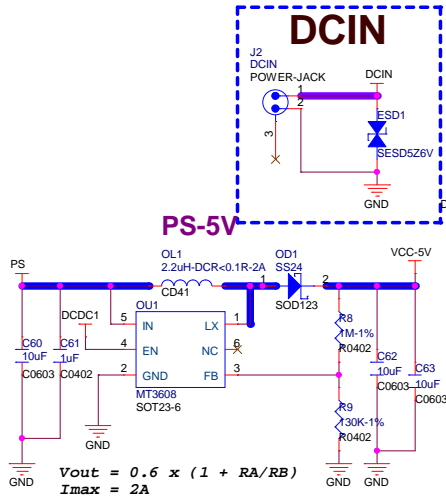 DCIN
J2
DCIN
POWER-JACK
1
2
3
DCIN
ESD1
SESD5Z6V
GND
PS-5V
PS
OL1
2.2uH-DCR<0.1R-2A
CD41
OD1
SS24
1
2
SOD123
VCC-5V
OU1
DCDC1
5 IN LX 1
4 EN NC 6
2 GND FB 3
MT3608
SOT23-6
C60
10uF
C0603
C61
1uF
C0402
GND
GND
R8
1M-1%
R0402
R9
130K-1%
R0402
C62
10uF
C0603
C63
10uF
C0603
GND
GND
GND
Vout = 0.6 x (1 + RA/RB)
Imax = 2A